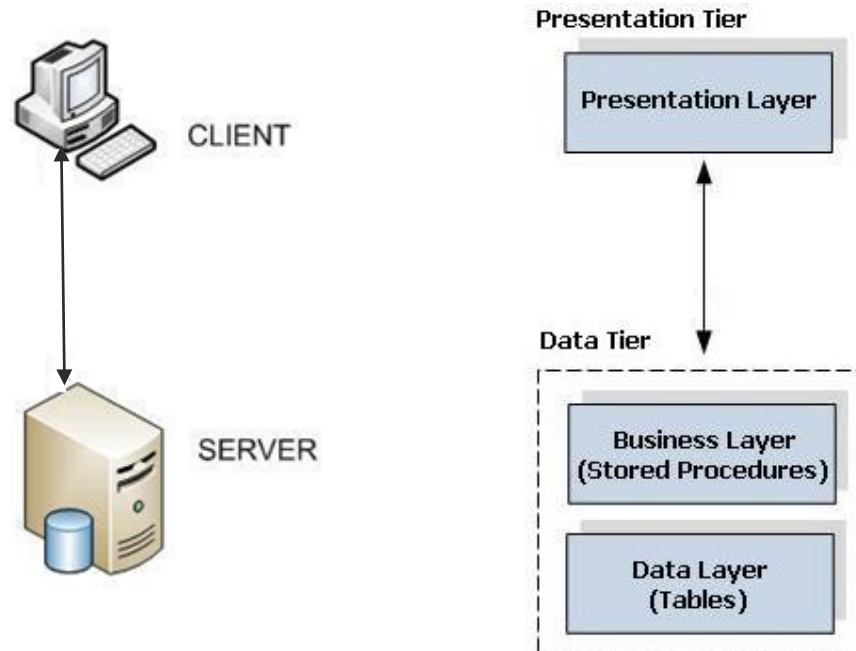 Presentation Tier
Presentation Layer
CLIENT
Data Tier
SERVER
Business Layer
(Stored Procedures)
Data Layer
(Tables)